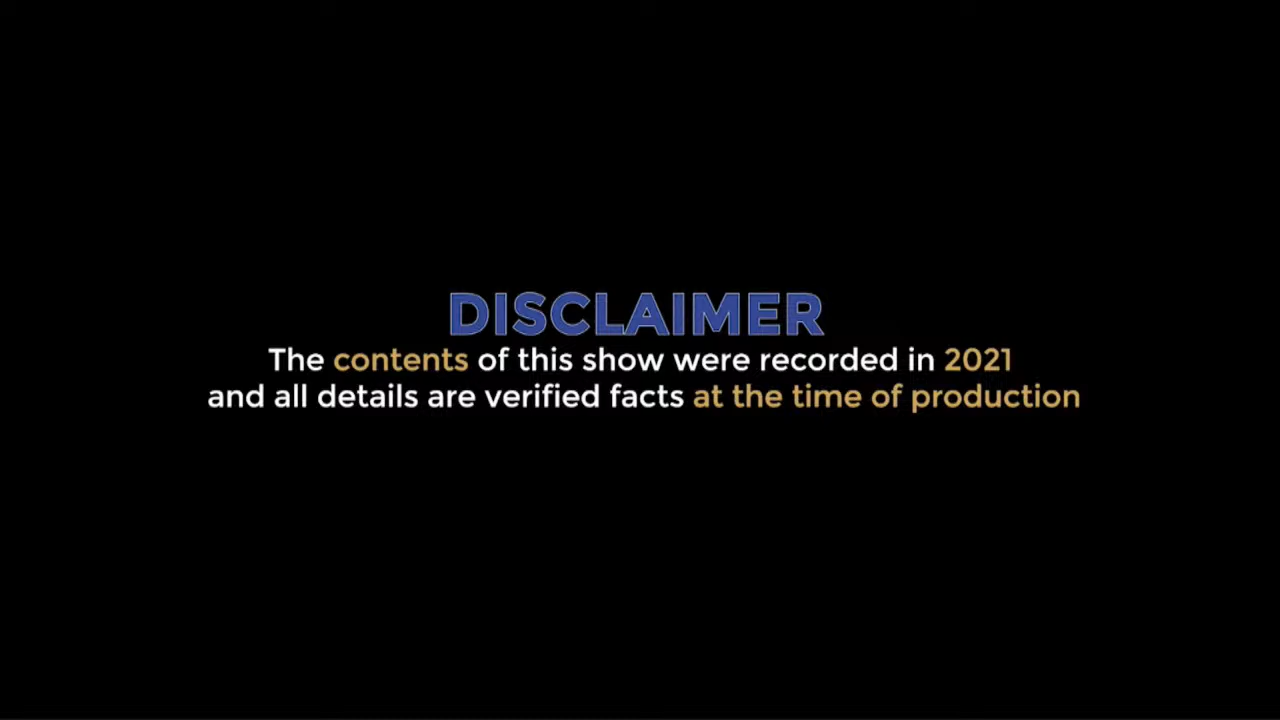 DISCLAIMER
The contents of this show were recorded in 2021
and all details are verified facts at the time of production